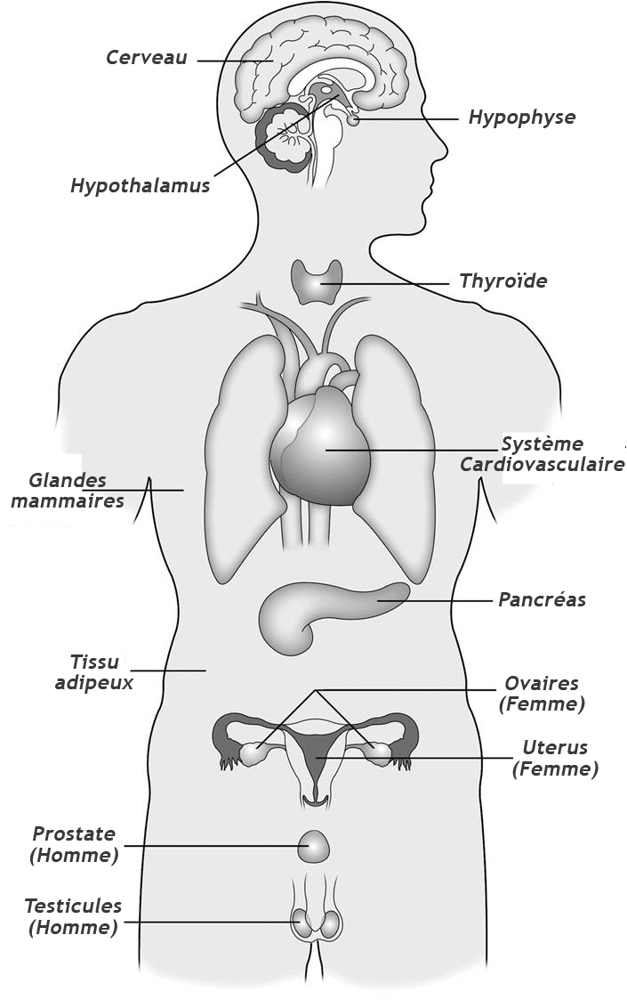 Cerveau
Hypophyse
Hypothalamus
Thyroïde
Système
Cardiovasculaire
Glandes
mammaires
Pancréas
Tissu
adipeux
Ovaires
(Femme)
Uterus
(Femme)
Prostate
(Homme)
Testicules
(Homme)